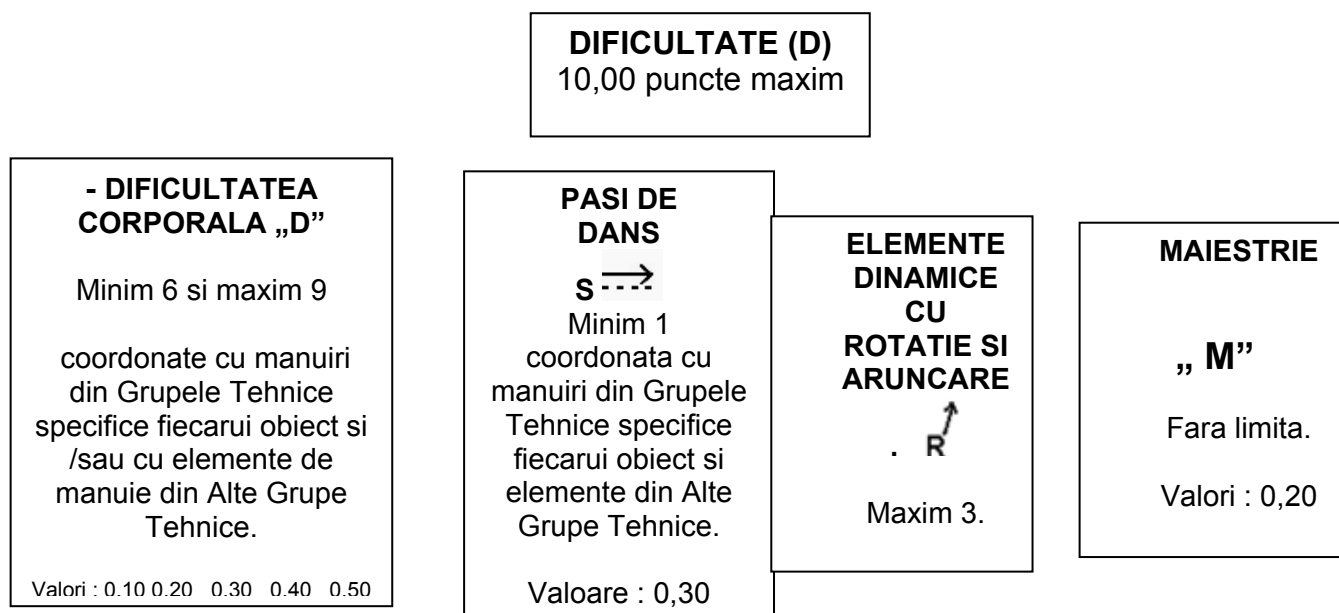 DIFICULTATE (D)
10,00 puncte maxim
- DIFICULTATEA
CORPORALA „D”
Minim 6 si maxim 9
coordonate cu manuiri
din Grupele Tehnice
specifice fiecarui obiect si
/sau cu elemente de
manuie din Alte Grupe
Tehnice.
Valori : 0.10 0.20 0.30 0.40 0.50
PASI DE
DANS
S
Minim 1
coordonata cu
manuiri din Grupele
Tehnice specifice
fiecarui obiect si
elemente din Alte
Grupe Tehnice.
Valoare : 0,30
ELEMENTE
DINAMICE
CU
ROTATIE SI
ARUNCARE
. R
Maxim 3.
MAIESTRIE
„ M”
Fara limita.
Valori : 0,20